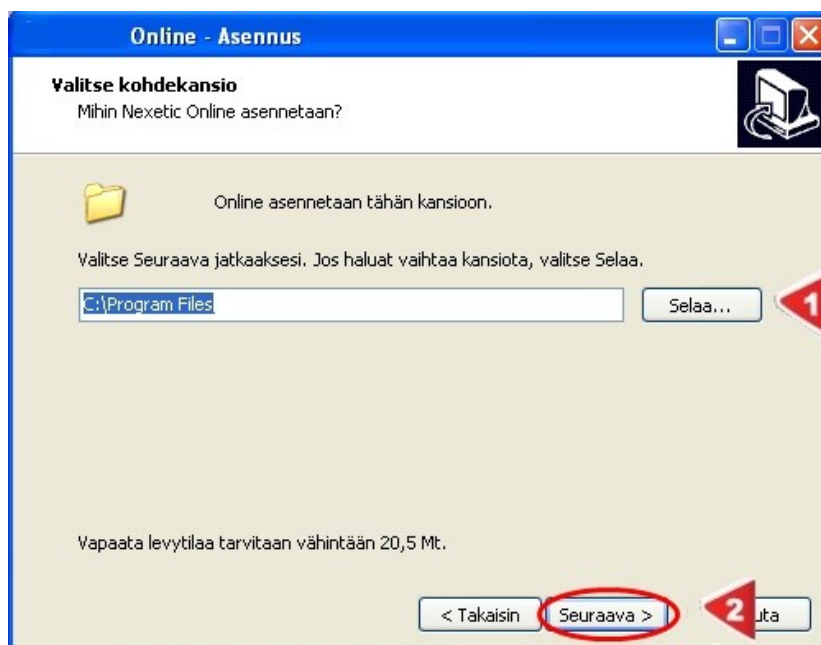 Online - Asennus
Valitse kohdekansio
Mihin Nexetic Online asennetaan?
Online asennetaan tähän kansioon.
Valitse Seuraava jatkaaksesi. Jos haluat vaihtaa kansiota, valitse Selaa.
C:\Program Files
Selaa...
1
Vapaata levytilaa tarvitaan vähintään 20,5 Mt.
< Takaisin
Seuraava >
2